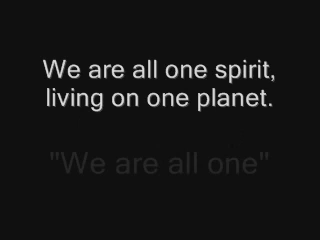 We are all one spirit,
living on one planet.
"We are all one"